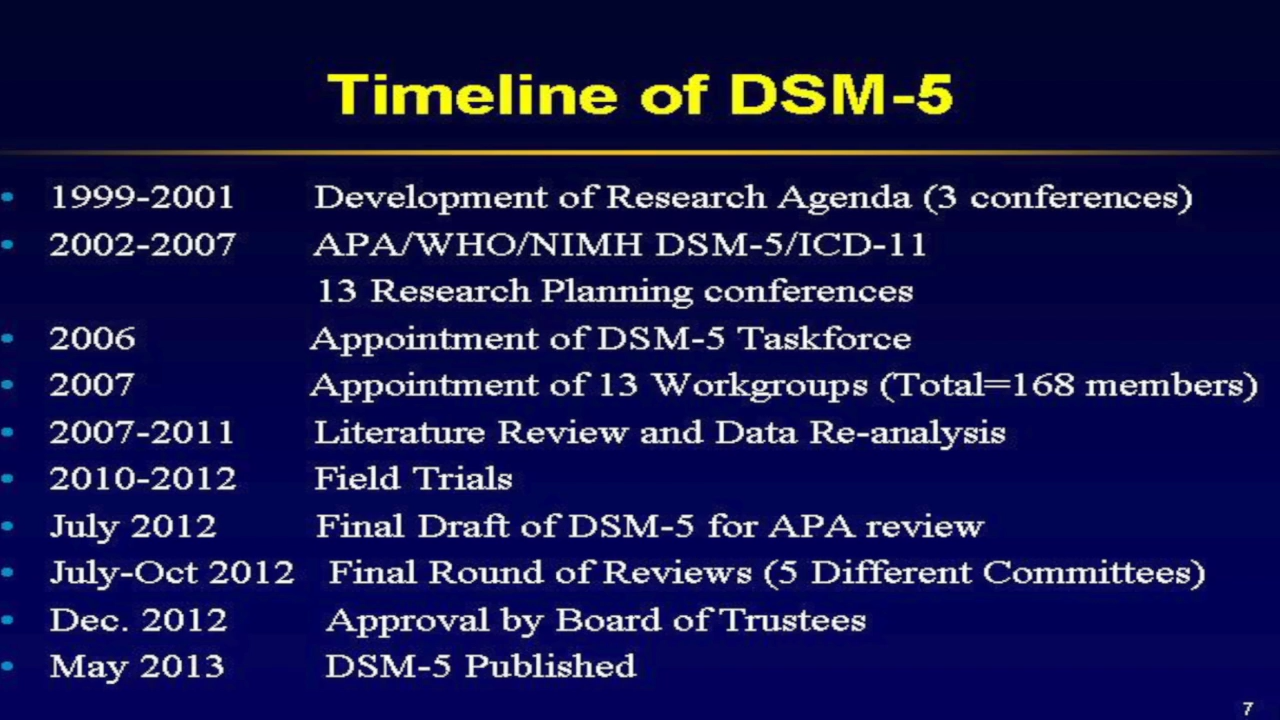 Timeline of DSM-5
• 1999-2001 Development of Research Agenda (3 conferences)
• 2002-2007 APA/WHO/NIMH DSM-5/ICD-11
13 Research Planning conferences
• 2006 Appointment of DSM-5 Taskforce
• 2007 Appointment of 13 Workgroups (Total=168 members)
• 2007-2011 Literature Review and Data Re-analysis
• 2010-2012 Field Trials
• July 2012 Final Draft of DSM-5 for APA review
• July-Oct 2012 Final Round of Reviews (5 Different Committees)
• Dec. 2012 Approval by Board of Trustees
• May 2013 DSM-5 Published
7